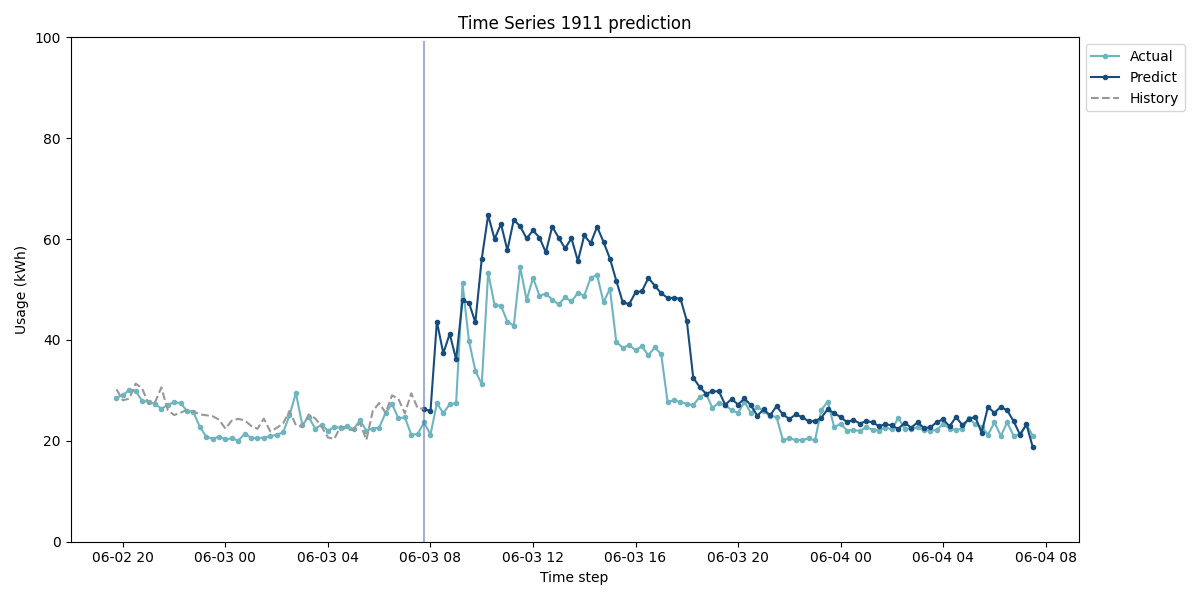 Time Series 1911 prediction
100
80
60
40
20
0
Usage (kWh)
06-02 20
06-03 00
06-03 04
06-03 08
06-03 12
06-03 16
06-03 20
06-04 00
06-04 04
06-04 08
Time step
Actual
Predict
History